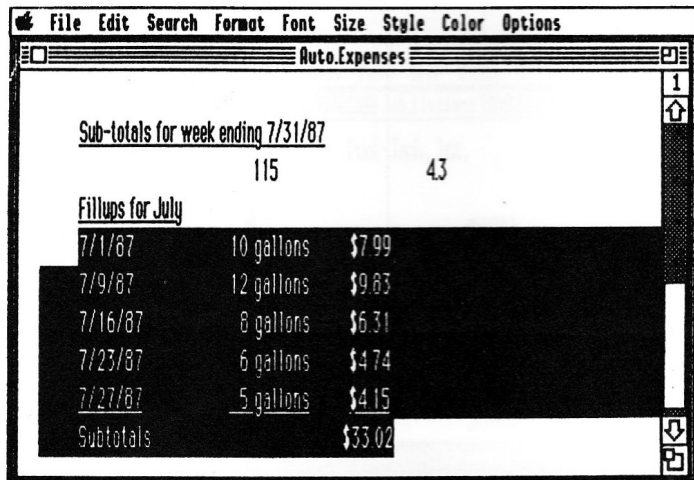 File Edit Search Format Font Size Style Color Options
Auto.Expenses
1
Sub-totals for week ending 7/31/87
115 4.3
Fillups for July
7/1/87 10 gallons $7.99
7/9/87 12 gallons $9.83
7/16/87 8 gallons $6.31
7/23/87 6 gallons $4.74
7/27/87 5 gallons $4.15
Subtotals $33.02